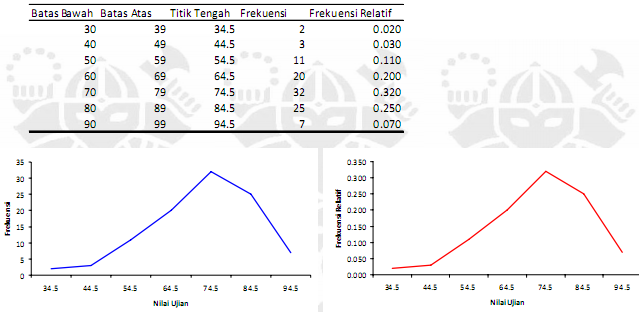 Batas Bawah Batas Atas Titik Tengah Frekuensi Frekuensi Relatif
30 39 34.5 2 0.020
40 49 44.5 3 0.030
50 59 54.5 11 0.110
60 69 64.5 20 0.200
70 79 74.5 32 0.320
80 89 84.5 25 0.250
90 99 94.5 7 0.070
35
30
25
20
15
10
5
0
Frekuensi
34.5 44.5 54.5 64.5 74.5 84.5 94.5
Nilai Ujian
0.350
0.300
0.250
0.200
0.150
0.100
0.050
0.000
Frekuensi Relatif
34.5 44.5 54.5 64.5 74.5 84.5 94.5
Nilai Ujian